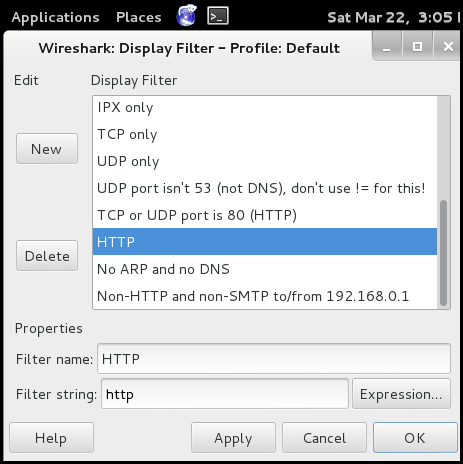 Applications Places Sat Mar 22, 3:05
Wireshark: Display Filter – Profile: Default
Edit Display Filter
IPX only
TCP only
New
UDP only
UDP port isn't 53 (not DNS), don't use != for this!
TCP or UDP port is 80 (HTTP)
HTTP
Delete
No ARP and no DNS
Non-HTTP and non-SMTP to/from 192.168.0.1
Properties
Filter name: HTTP
Filter string: http Expression...
Help Apply Cancel OK